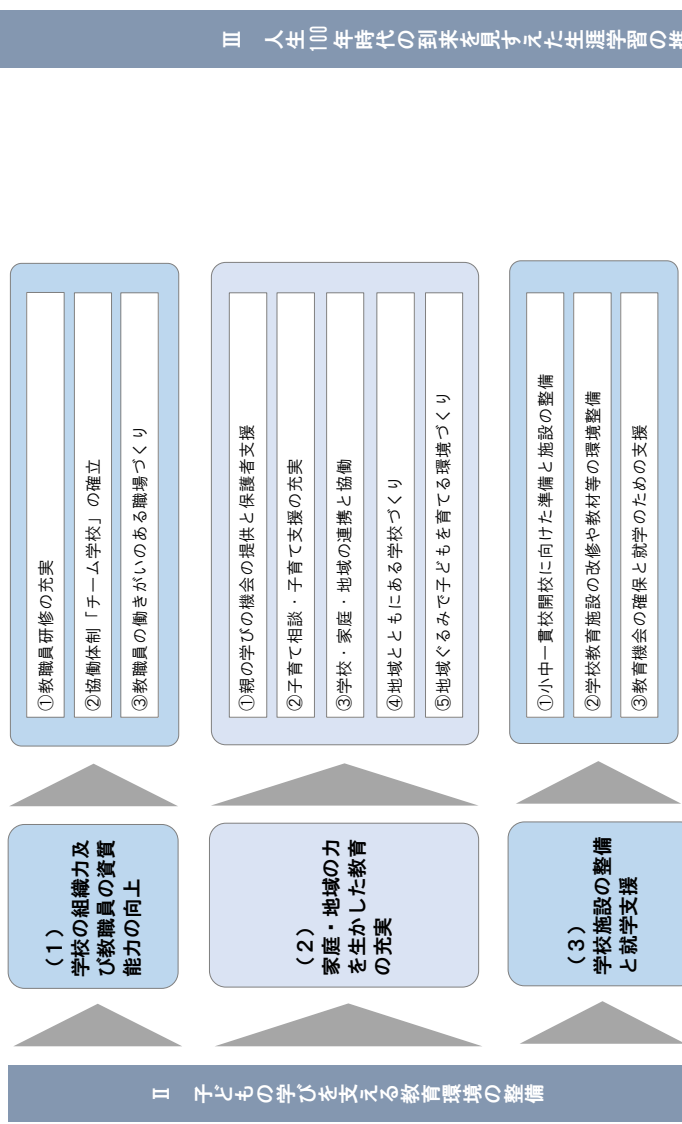 Ⅱ　子どもの学びを支える教育環境の整備
（１）
学校の組織力及
び教職員の資質
能力の向上
①教職員研修の充実
②協働体制「チーム学校」の確立
③教職員の働きがいのある職場づくり
（２）
家庭・地域の力
を生かした教育
の充実
①親の学びの機会の提供と保護者支援
②子育て相談・子育て支援の充実
③学校・家庭・地域の連携と協働
④地域とともにある学校づくり
⑤地域ぐるみで子どもを育てる環境づくり
（３）
学校施設の整備
と就学支援
①小中一貫校開校に向けた準備と施設の整備
②学校教育施設の改修や教材等の環境整備
③教育機会の確保と就学のための支援
Ⅲ　人生100年時代の到来を見すえた生涯学習の推